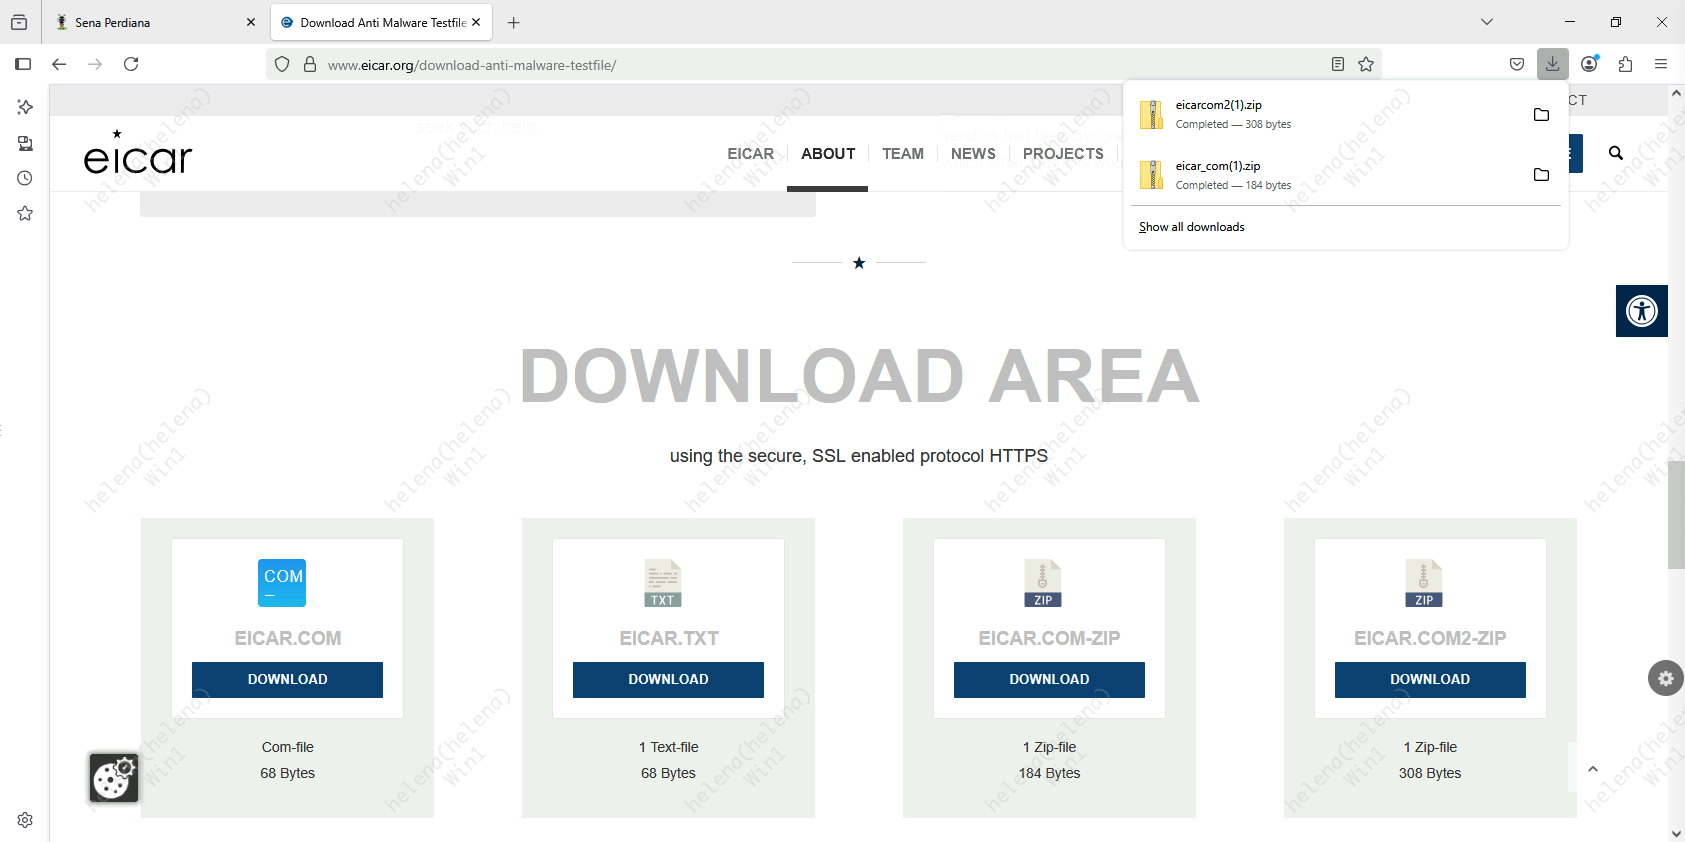 Sena Perdiana
Download Anti Malware Testfile
www.eicar.org/download-anti-malware-testfile/
eicarcom2(1).zip
Completed — 308 bytes
eicar_com(1).zip
Completed — 184 bytes
Show all downloads
CT
seek such help
eicar
EICAR
ABOUT
TEAM
NEWS
PROJECTS
E
DOWNLOAD AREA
using the secure, SSL enabled protocol HTTPS
COM
TXT
ZIP
ZIP
EICAR.COM
EICAR.TXT
EICAR.COM-ZIP
EICAR.COM2-ZIP
DOWNLOAD
DOWNLOAD
DOWNLOAD
DOWNLOAD
Com-file
1 Text-file
1 Zip-file
1 Zip-file
68 Bytes
68 Bytes
184 Bytes
308 Bytes
helena(helena)
Win1